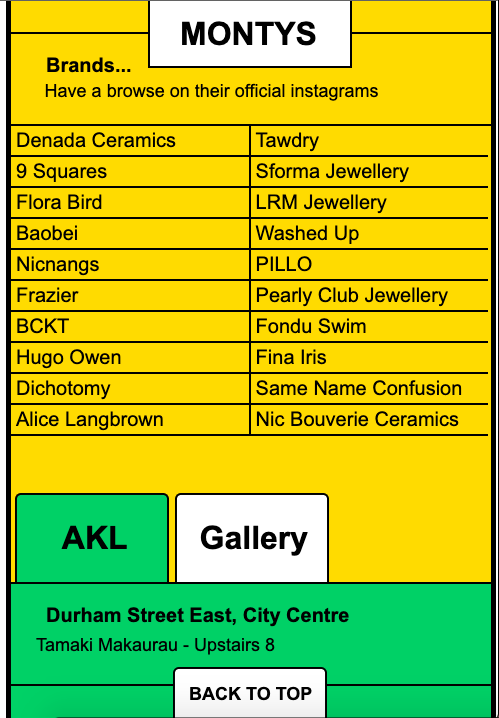 MONTYS
Brands...
Have a browse on their official instagrams
Denada Ceramics Tawdry
9 Squares Sforma Jewellery
Flora Bird LRM Jewellery
Baobei Washed Up
Nicnangs PILLO
Frazier Pearly Club Jewellery
BCKT Fondu Swim
Hugo Owen Fina Iris
Dichotomy Same Name Confusion
Alice Langbrown Nic Bouverie Ceramics
AKL Gallery
Durham Street East, City Centre
Tamaki Makaurau - Upstairs 8
BACK TO TOP